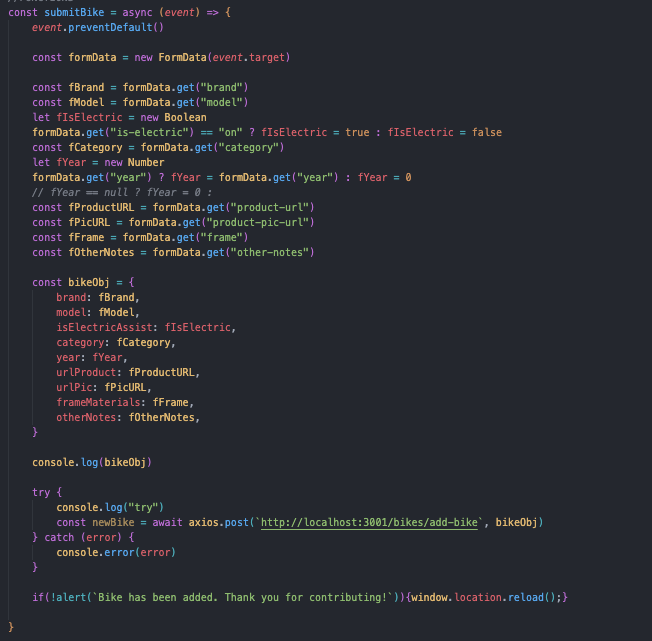 const submitBike = async (event) => {
event.preventDefault()
const formData = new FormData(event.target)
const fBrand = formData.get("brand")
const fModel = formData.get("model")
let fIsElectric = new Boolean
formData.get("is-electric") == "on" ? fIsElectric = true : fIsElectric = false
const fCategory = formData.get("category")
let fYear = new Number
formData.get("year") ? fYear = formData.get("year") : fYear = 0
// fYear == null ? fYear = 0 :
const fProductURL = formData.get("product-url")
const fPicURL = formData.get("product-pic-url")
const fFrame = formData.get("frame")
const fOtherNotes = formData.get("other-notes")
const bikeObj = {
brand: fBrand,
model: fModel,
isElectricAssist: fIsElectric,
category: fCategory,
year: fYear,
urlProduct: fProductURL,
urlPic: fPicURL,
frameMaterials: fFrame,
otherNotes: fOtherNotes,
}
console.log(bikeObj)
try {
console.log("try")
const newBike = await axios.post(`http://localhost:3001/bikes/add-bike`, bikeObj)
} catch (error) {
console.error(error)
}
if(!alert(`Bike has been added. Thank you for contributing!`)){window.location.reload();}
}